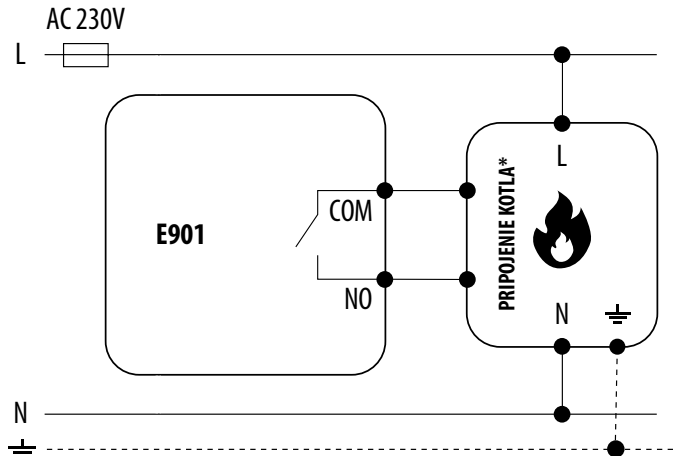 AC 230V
L
E901
COM
NO
PRIPOJENIE KOTLA*
L
N
N